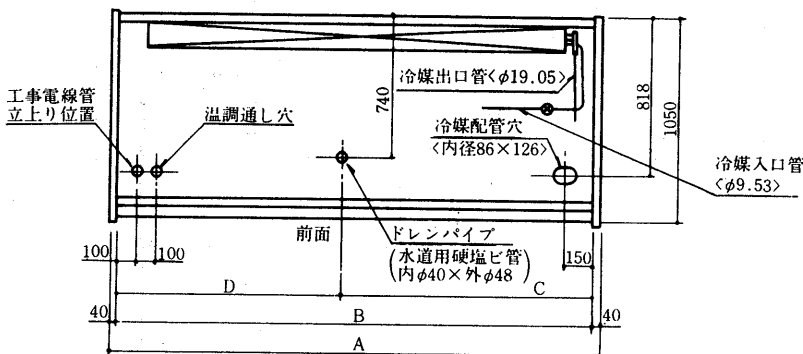 冷媒出口管<φ19.05>
工事電線管
立上り位置
温調通し穴
740
冷媒配管穴
<内径86×126>
818
1050
冷媒入口管
<φ9.53>
前面
ドレンパイプ
(水道用硬塩ビ管
内φ40×外φ48)
100
100
150
D
C
40
B
40
A